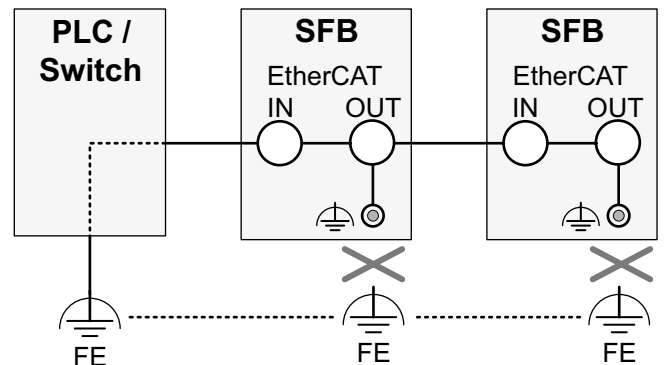 PLC /
Switch
SFB
EtherCAT
IN OUT
SFB
EtherCAT
IN OUT
FE
FE
FE